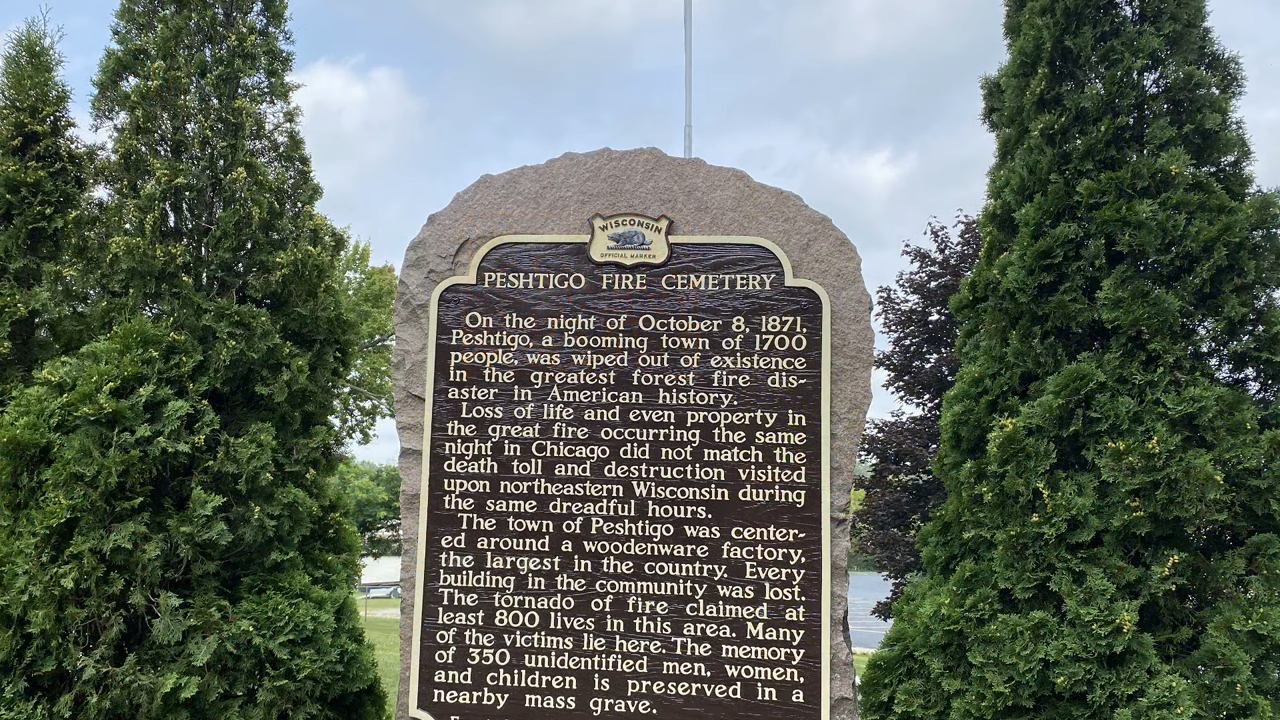 WISCONSIN
OFFICIAL MARKER
PESHTIGO FIRE CEMETERY
On the night of October 8, 1871,
Peshtigo, a booming town of 1700
people, was wiped out of existence
in the greatest forest fire dis-
aster in American history.
Loss of life and even property in
the great fire occurring the same
night in Chicago did not match the
death toll and destruction visited
upon northeastern Wisconsin during
the same dreadful hours.
The town of Peshtigo was center-
ed around a woodenware factory,
the largest in the country. Every
building in the community was lost.
The tornado of fire claimed at
least 800 lives in this area. Many
of the victims lie here. The memory
of 350 unidentified men, women,
and children is preserved in a
nearby mass grave.